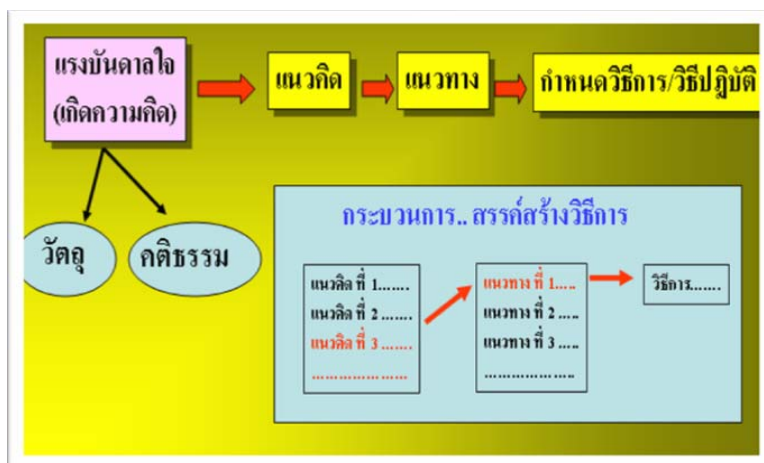 แรงบันดาลใจ
(เกิดความคิด)
แนวคิด
แนวทาง
กำหนดวิธีการ/วิธีปฏิบัติ
วัตถุ
คติธรรม
กระบวนการ.. สรรค์สร้างวิธีการ
แนวคิด ที่ 1.......
แนวคิด ที่ 2 .......
แนวคิด ที่ 3 .......
...................
แนวทาง ที่ 1.....
แนวทาง ที่ 2 .....
แนวทาง ที่ 3 .....
..................
วิธีการ.......